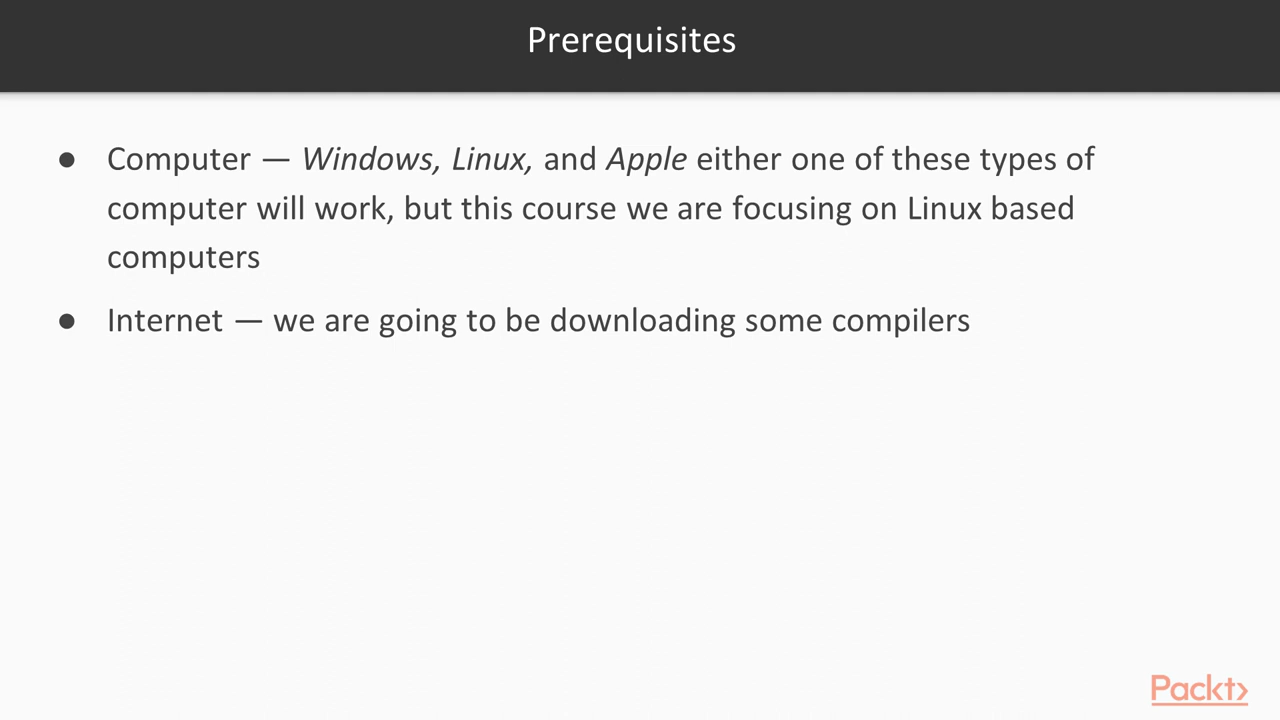 Prerequisites
● Computer — Windows, Linux, and Apple either one of these types of
computer will work, but this course we are focusing on Linux based
computers
● Internet — we are going to be downloading some compilers
Packt>